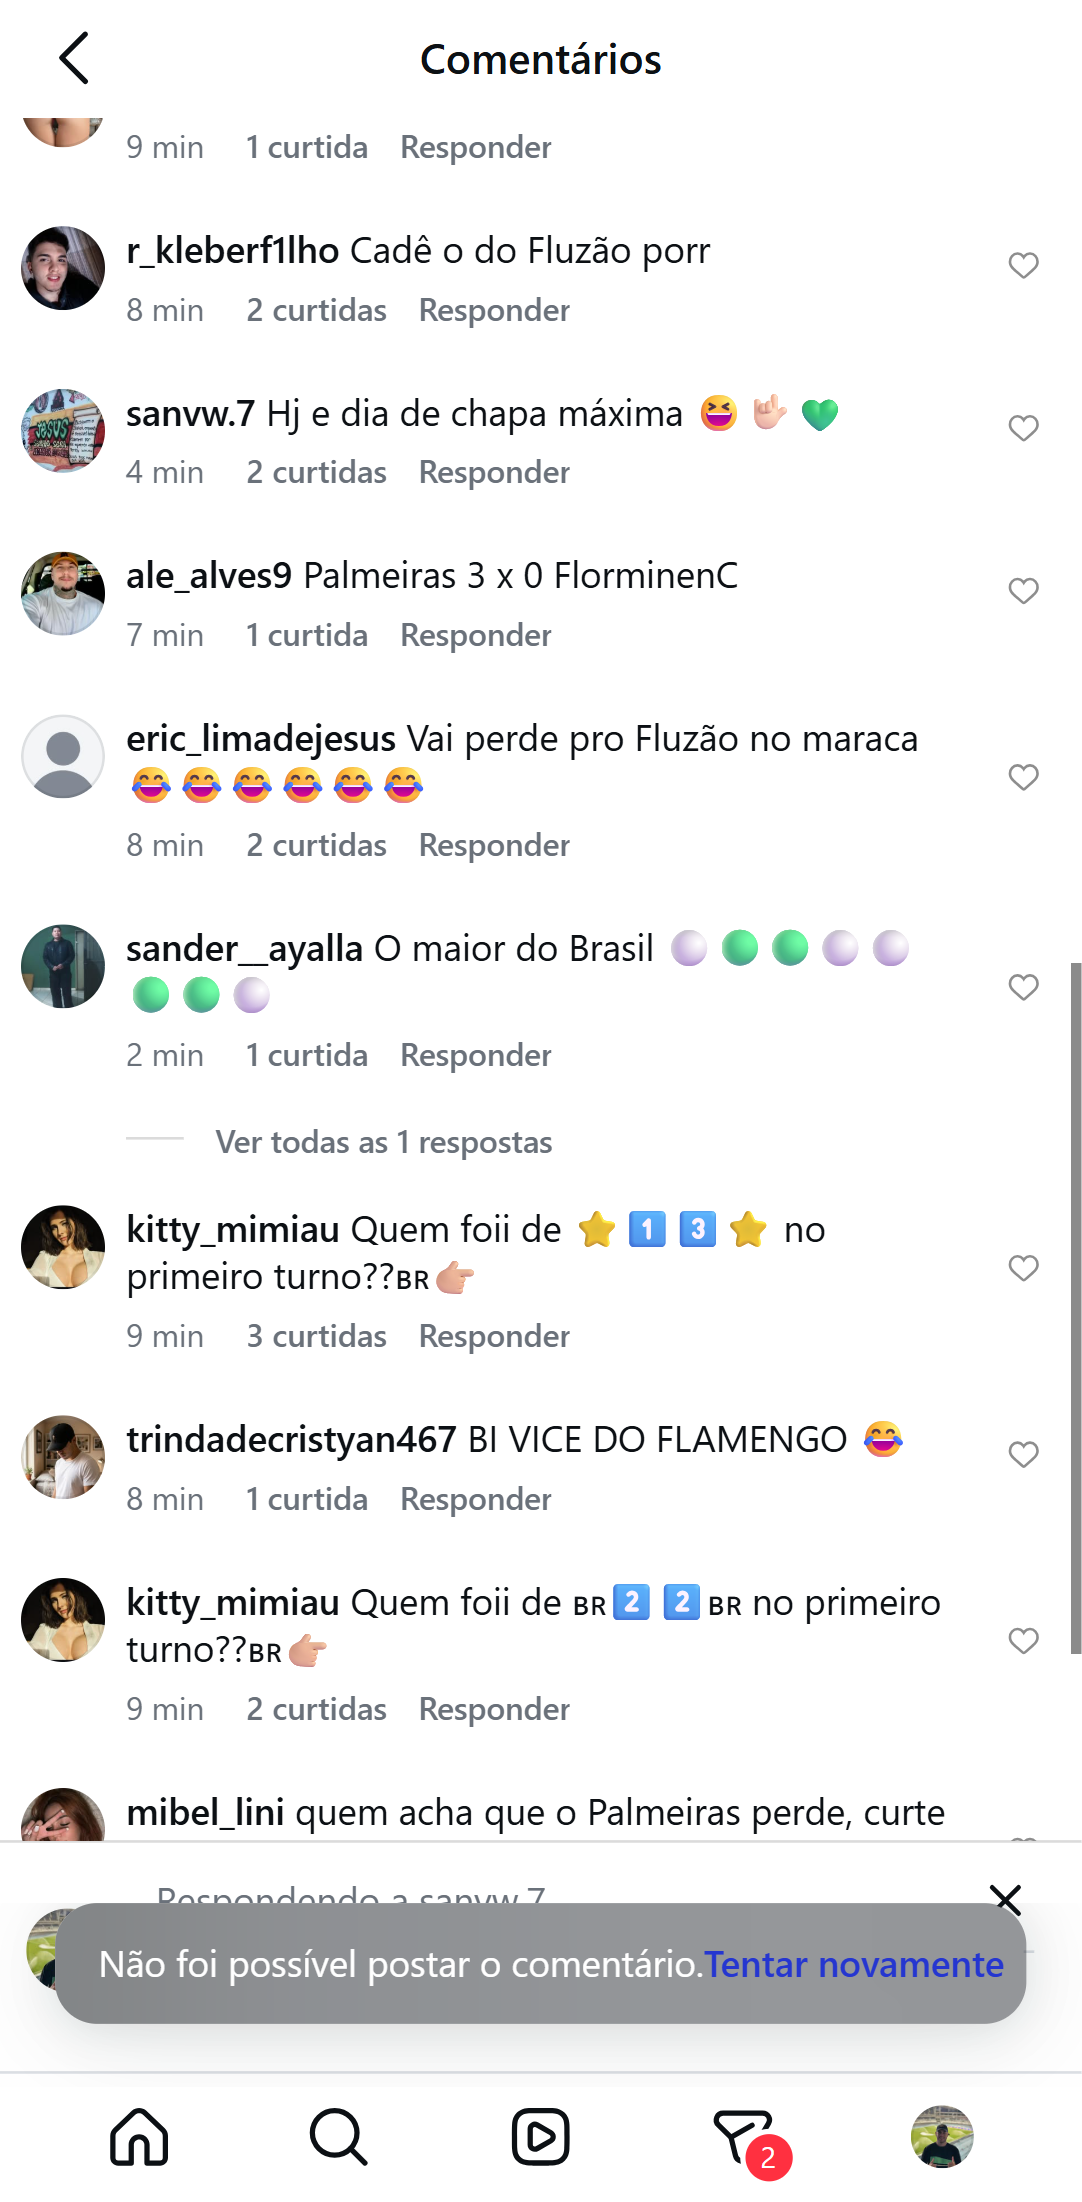 Comentários
9 min 1 curtida Responder
r_kleberf1lho Cadê o do Fluzão porr
8 min 2 curtidas Responder
sanvw.7 Hj e dia de chapa máxima 😆 🤟🏻 💚
4 min 2 curtidas Responder
ale_alves9 Palmeiras 3 x 0 FlorminenC
7 min 1 curtida Responder
eric_limadejesus Vai perde pro Fluzão no maraca
😂 😂 😂 😂 😂 😂
8 min 2 curtidas Responder
sander__ayalla O maior do Brasil ⚪ 🟢 🟢 ⚪ ⚪
🟢 🟢 ⚪
2 min 1 curtida Responder
Ver todas as 1 respostas
kitty_mimiau Quem foii de ⭐ 1️⃣ 3️⃣ ⭐ no
primeiro turno??🇧🇷👉🏼
9 min 3 curtidas Responder
trindadecristyan467 BI VICE DO FLAMENGO 😂
8 min 1 curtida Responder
kitty_mimiau Quem foii de 🇧🇷2️⃣ 2️⃣🇧🇷 no primeiro
turno??🇧🇷👉🏼
9 min 2 curtidas Responder
mibel_lini quem acha que o Palmeiras perde, curte
Respondendo a sanvw.7
Não foi possível postar o comentário.Tentar novamente
2